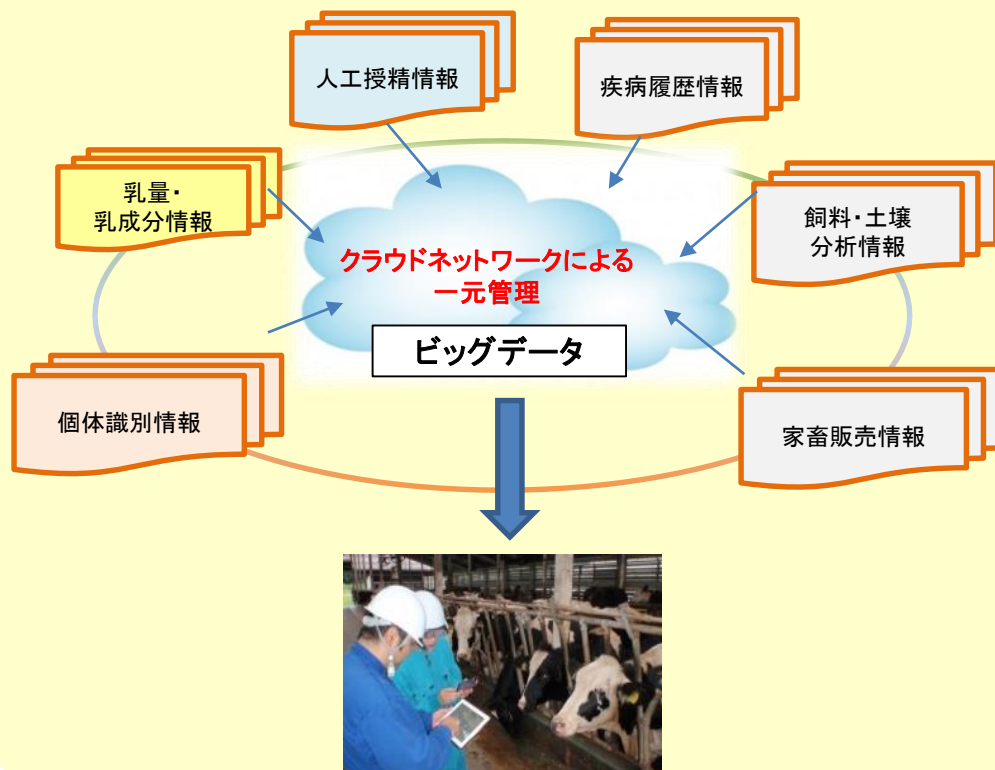 人工授精情報
疾病履歴情報
乳量・
乳成分情報
飼料・土壌
分析情報
クラウドネットワークによる
一元管理
ビッグデータ
個体識別情報
家畜販売情報